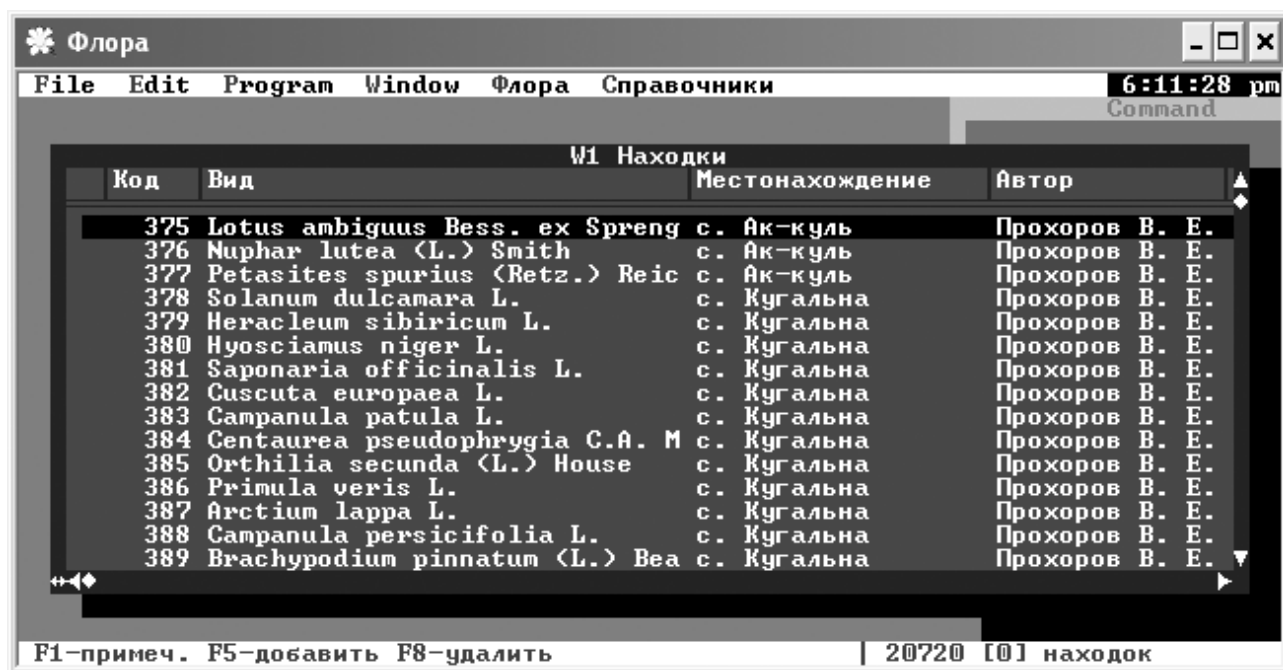 Флора
File Edit Program Window Флора Справочники 6:11:28 pm
Command
W1 Находки
Код Вид Местонахождение Автор
375 Lotus ambiguus Bess. ex Spreng с. Ак-куль Прохоров В. Е.
376 Nuphar lutea (L.) Smith с. Ак-куль Прохоров В. Е.
377 Petasites spurius (Retz.) Reic с. Ак-куль Прохоров В. Е.
378 Solanum dulcamara L. с. Кугальна Прохоров В. Е.
379 Heracleum sibiricum L. с. Кугальна Прохоров В. Е.
380 Hyosciamus niger L. с. Кугальна Прохоров В. Е.
381 Saponaria officinalis L. с. Кугальна Прохоров В. Е.
382 Cuscuta europaea L. с. Кугальна Прохоров В. Е.
383 Campanula patula L. с. Кугальна Прохоров В. Е.
384 Centaurea pseudophrygia C.A. M с. Кугальна Прохоров В. Е.
385 Orthilia secunda (L.) House с. Кугальна Прохоров В. Е.
386 Primula veris L. с. Кугальна Прохоров В. Е.
387 Arctium lappa L. с. Кугальна Прохоров В. Е.
388 Campanula persicifolia L. с. Кугальна Прохоров В. Е.
389 Brachypodium pinnatum (L.) Bea с. Кугальна Прохоров В. Е.
F1-примеч. F5-добавить F8-удалить | 20720 [0] находок